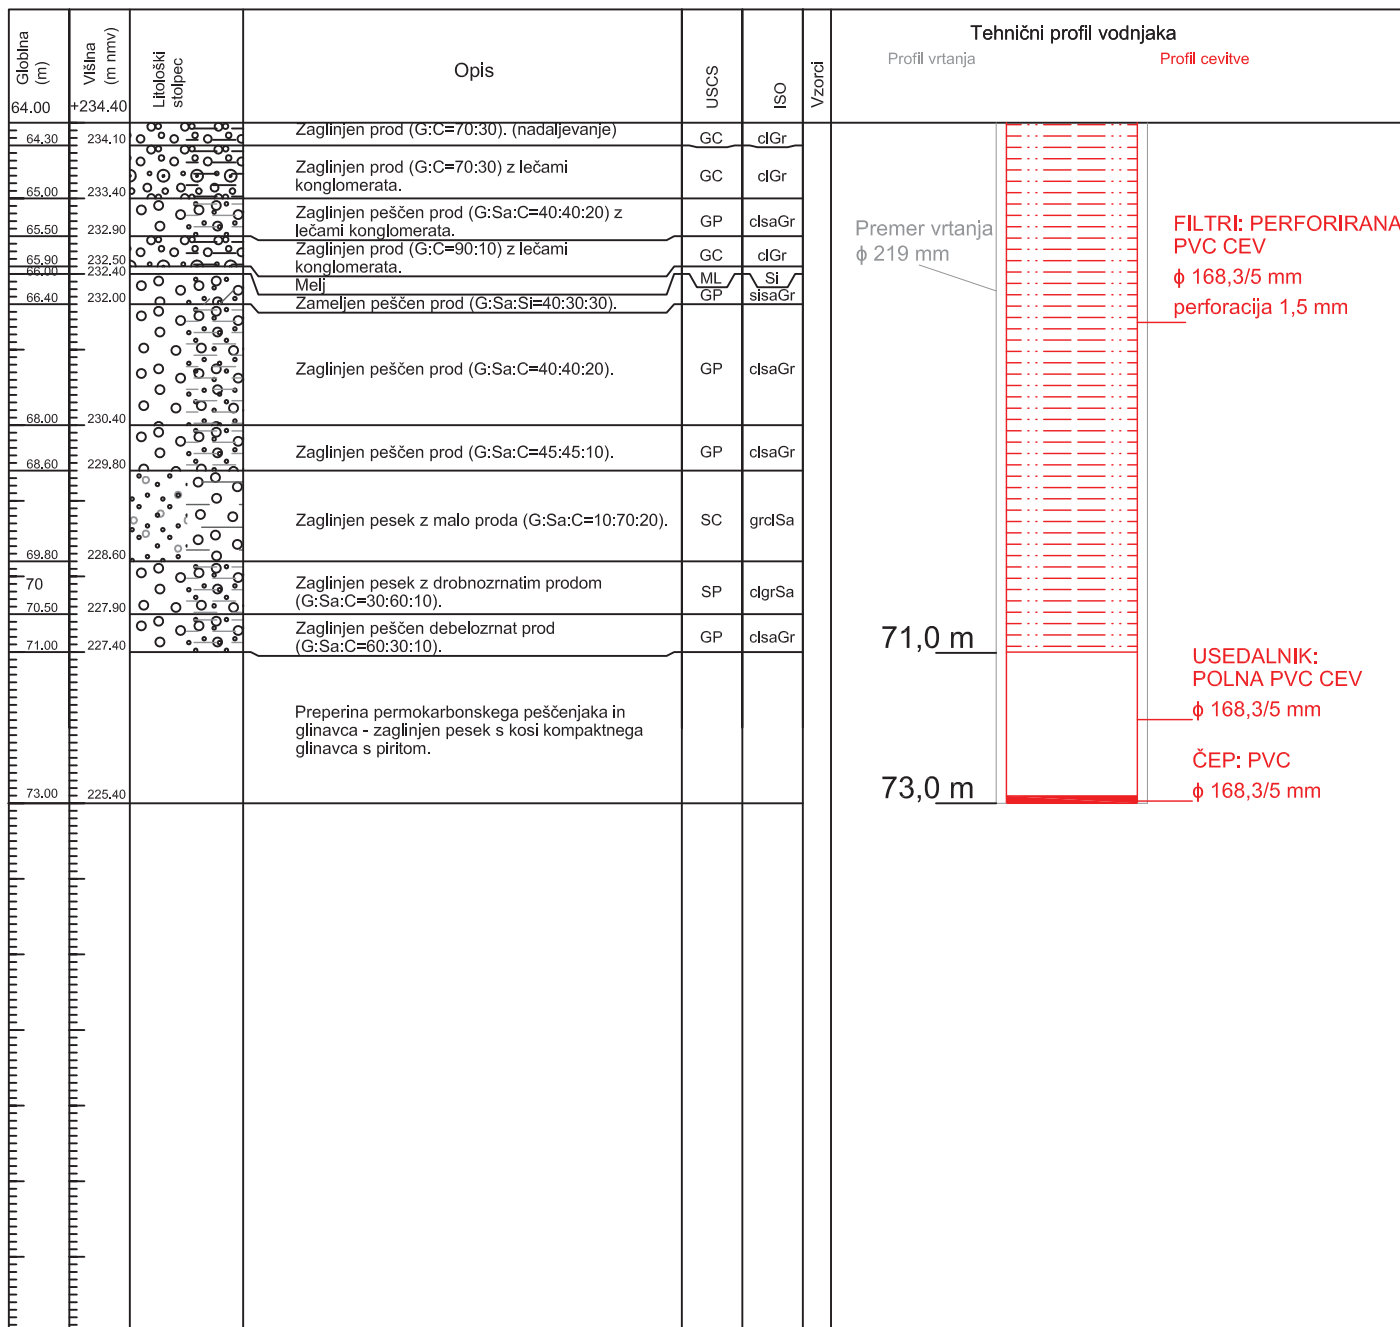 Globina
(m)
Višina
(m nmv)
Litološki
stolpec
Opis
USCS
ISO
Vzorci
Tehnični profil vodnjaka
Profil vrtanja
Profil cevitve
64.00
+234.40
64.30
234.10
Zaglinjen prod (G:C=70:30). (nadaljevanje)
GC
clGr
65.00
233.40
Zaglinjen prod (G:C=70:30) z lečami
konglomerata.
GC
clGr
65.50
232.90
Zaglinjen peščen prod (G:Sa:C=40:40:20) z
lečami konglomerata.
GP
clsaGr
65.90
232.50
Zaglinjen prod (G:C=90:10) z lečami
konglomerata.
GC
clGr
66.00
232.40
Melj
ML
Si
66.40
232.00
Zameljen peščen prod (G:Sa:Si=40:30:30).
GP
sisaGr
68.00
230.40
Zaglinjen peščen prod (G:Sa:C=40:40:20).
GP
clsaGr
68.60
229.80
Zaglinjen peščen prod (G:Sa:C=45:45:10).
GP
clsaGr
69.80
228.60
Zaglinjen pesek z malo proda (G:Sa:C=10:70:20).
SC
grclSa
70
70.50
227.90
Zaglinjen pesek z drobnozrnatim prodom
(G:Sa:C=30:60:10).
SP
clgrSa
71.00
227.40
Zaglinjen peščen debelozrnat prod
(G:Sa:C=60:30:10).
GP
clsaGr
73.00
225.40
Preperina permokarbonskega peščenjaka in
glinavca - zaglinjen pesek s kosi kompaktnega
glinavca s piritom.
Premer vrtanja
ϕ 219 mm
FILTRI: PERFORIRANA
PVC CEV
ϕ 168,3/5 mm
perforacija 1,5 mm
71,0 m
USEDALNIK:
POLNA PVC CEV
ϕ 168,3/5 mm
73,0 m
ČEP: PVC
ϕ 168,3/5 mm